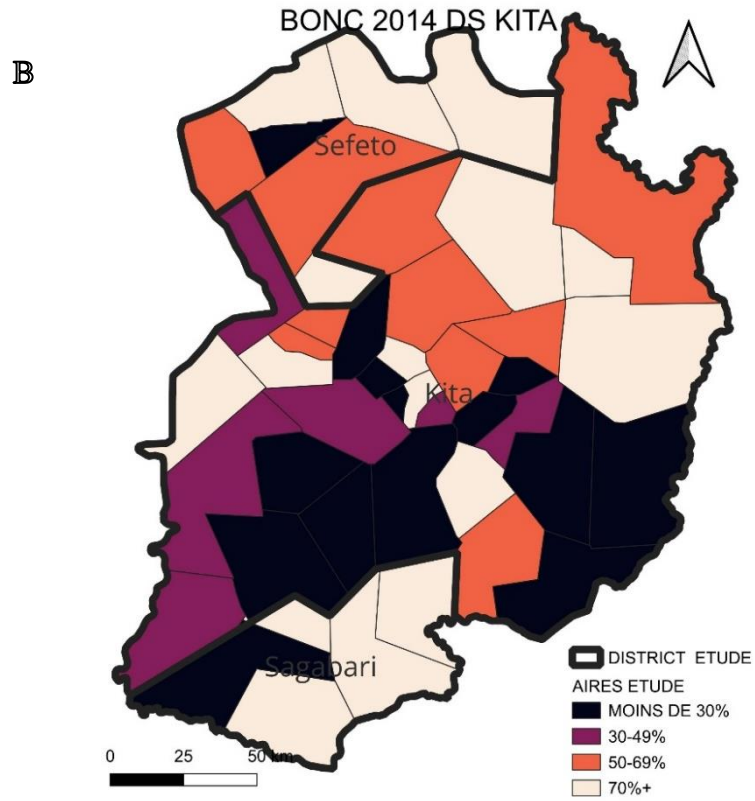 BONC 2014 DS KITA
𝔹
Sefeto
Kita
Sagabari
DISTRICT ETUDE
AIRES ETUDE
MOINS DE 30%
30-49%
50-69%
70%+
0 25 50 km